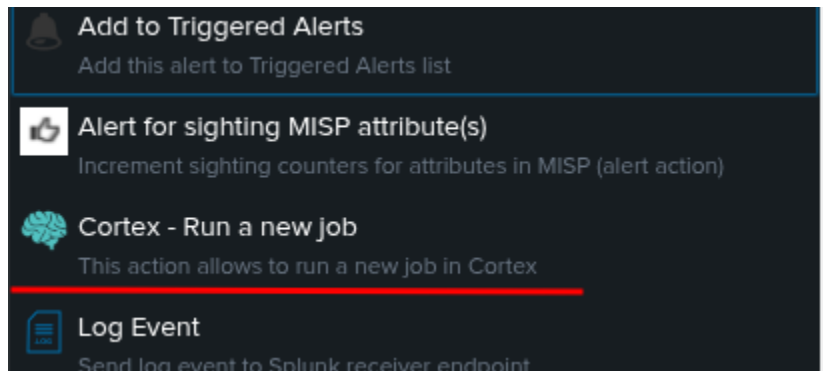 Add to Triggered Alerts
Add this alert to Triggered Alerts list
Alert for sighting MISP attribute(s)
Increment sighting counters for attributes in MISP (alert action)
Cortex - Run a new job
This action allows to run a new job in Cortex
LOG
Log Event
Send log event to Splunk receiver endpoint